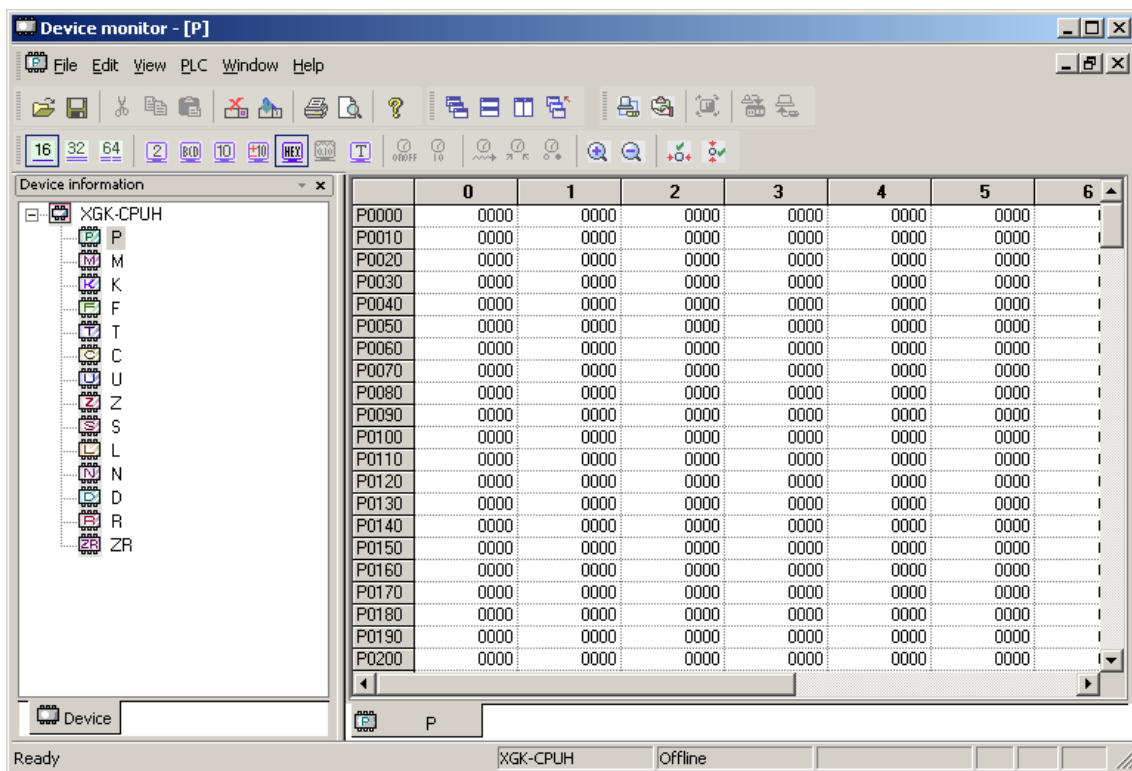 Device monitor - [P]
File Edit View PLC Window Help
16 32 64 2 BCD 10 ±10 HEX 0.10 T ON/OFF 10
Device information
XGK-CPUH
P
M
K
F
T
C
U
Z
S
L
N
D
R
ZR
Device
0 1 2 3 4 5 6
P0000 0000 0000 0000 0000 0000 0000
P0010 0000 0000 0000 0000 0000 0000
P0020 0000 0000 0000 0000 0000 0000
P0030 0000 0000 0000 0000 0000 0000
P0040 0000 0000 0000 0000 0000 0000
P0050 0000 0000 0000 0000 0000 0000
P0060 0000 0000 0000 0000 0000 0000
P0070 0000 0000 0000 0000 0000 0000
P0080 0000 0000 0000 0000 0000 0000
P0090 0000 0000 0000 0000 0000 0000
P0100 0000 0000 0000 0000 0000 0000
P0110 0000 0000 0000 0000 0000 0000
P0120 0000 0000 0000 0000 0000 0000
P0130 0000 0000 0000 0000 0000 0000
P0140 0000 0000 0000 0000 0000 0000
P0150 0000 0000 0000 0000 0000 0000
P0160 0000 0000 0000 0000 0000 0000
P0170 0000 0000 0000 0000 0000 0000
P0180 0000 0000 0000 0000 0000 0000
P0190 0000 0000 0000 0000 0000 0000
P0200 0000 0000 0000 0000 0000 0000
P
Ready XGK-CPUH Offline